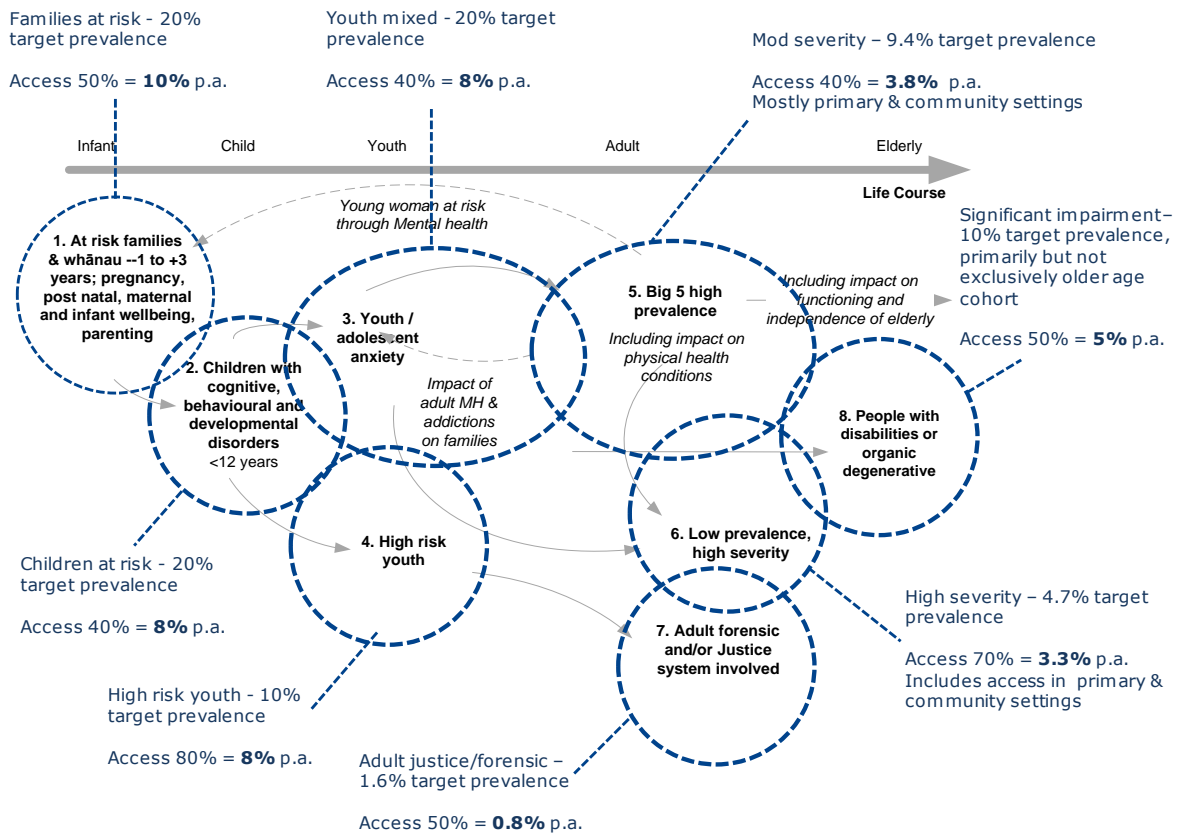 Families at risk - 20%
target prevalence
Access 50% = 10% p.a.
Youth mixed - 20% target
prevalence
Access 40% = 8% p.a.
Mod severity – 9.4% target prevalence
Access 40% = 3.8% p.a.
Mostly primary & community settings
Infant
Child
Youth
Adult
Elderly
Life Course
Young woman at risk
through Mental health
Significant impairment–
10% target prevalence,
primarily but not
exclusively older age
cohort
Access 50% = 5% p.a.
1. At risk families
& whānau --1 to +3
years; pregnancy,
post natal, maternal
and infant wellbeing,
parenting
2. Children with
cognitive,
behavioural and
developmental
disorders
<12 years
3. Youth /
adolescent
anxiety
Impact of
adult MH &
addictions
on families
5. Big 5 high
prevalence
Including impact on
physical health
conditions
Including impact on
functioning and
independence of elderly
8. People with
disabilities or
organic
degenerative
4. High risk
youth
6. Low prevalence,
high severity
7. Adult forensic
and/or Justice
system involved
Children at risk - 20%
target prevalence
Access 40% = 8% p.a.
High risk youth - 10%
target prevalence
Access 80% = 8% p.a.
Adult justice/forensic –
1.6% target prevalence
Access 50% = 0.8% p.a.
High severity – 4.7% target
prevalence
Access 70% = 3.3% p.a.
Includes access in primary &
community settings